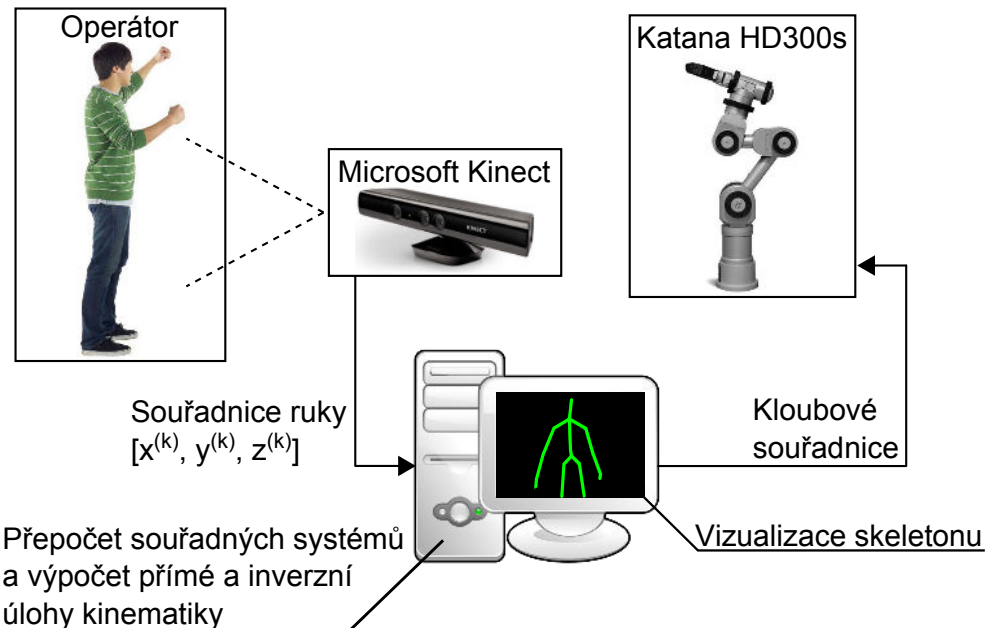 Operátor
Katana HD300s
Microsoft Kinect
KINECT
Souřadnice ruky
[x^(k), y^(k), z^(k)]
Kloubové
souřadnice
Přepočet souřadných systémů
a výpočet přímé a inverzní
úlohy kinematiky
Vizualizace skeletonu